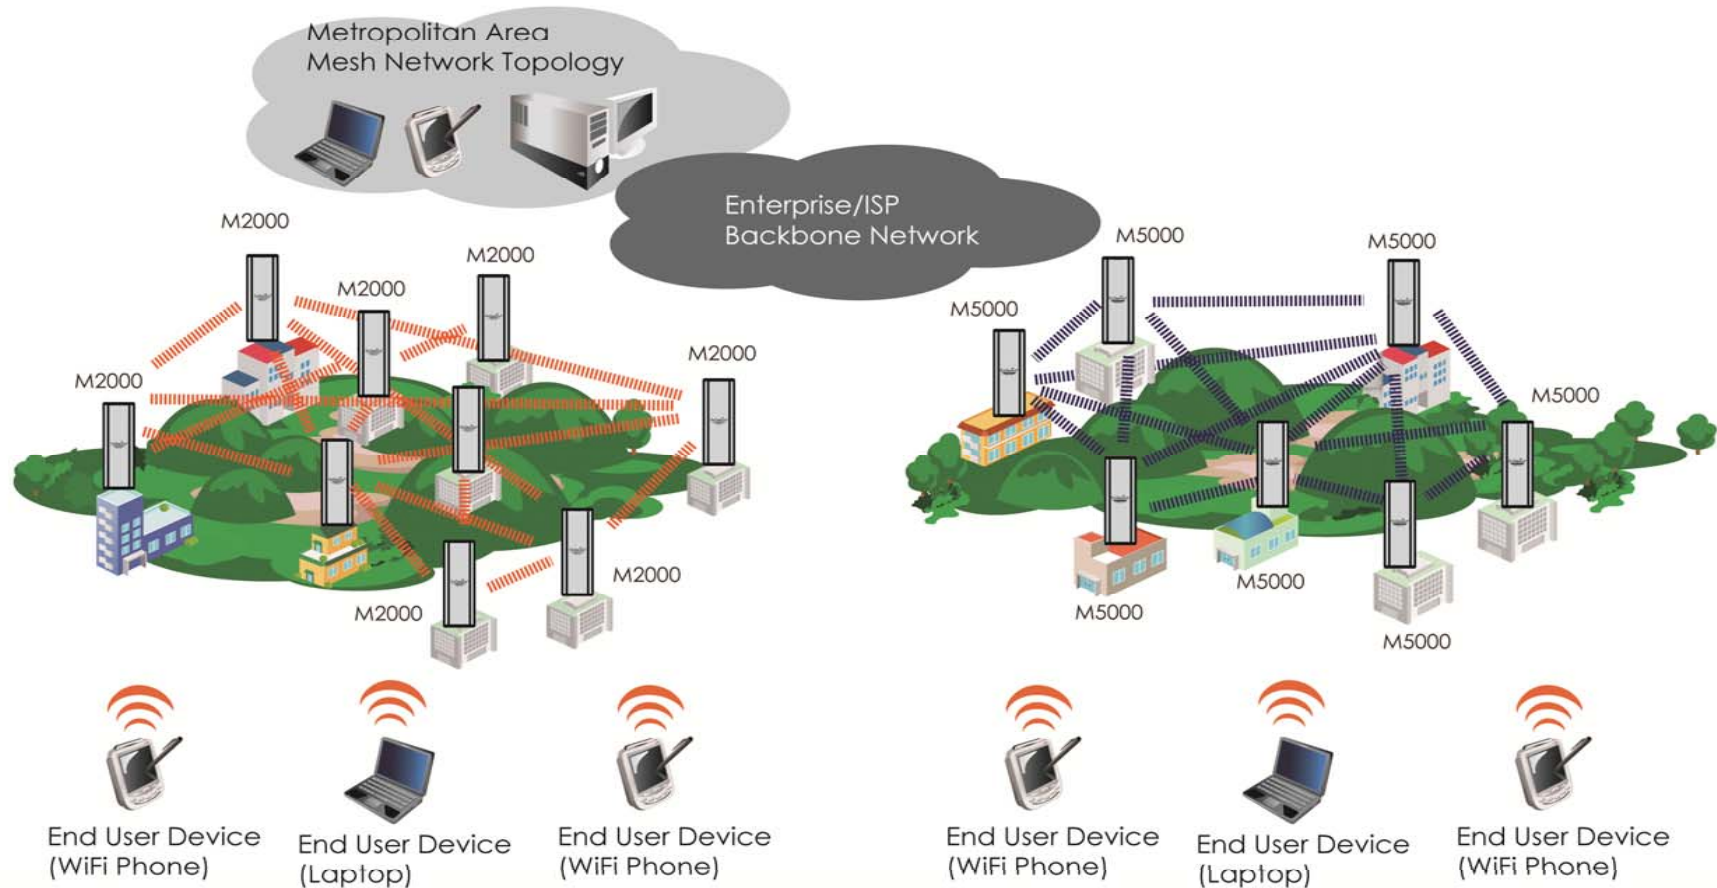 Metropolitan Area
Mesh Network Topology
Enterprise/ISP
Backbone Network
M2000
M2000
M2000
M2000
M2000
M2000
M2000
M5000
M5000
M5000
M5000
M5000
M5000
M5000
End User Device
(WiFi Phone)
End User Device
(Laptop)
End User Device
(WiFi Phone)
End User Device
(WiFi Phone)
End User Device
(Laptop)
End User Device
(WiFi Phone)